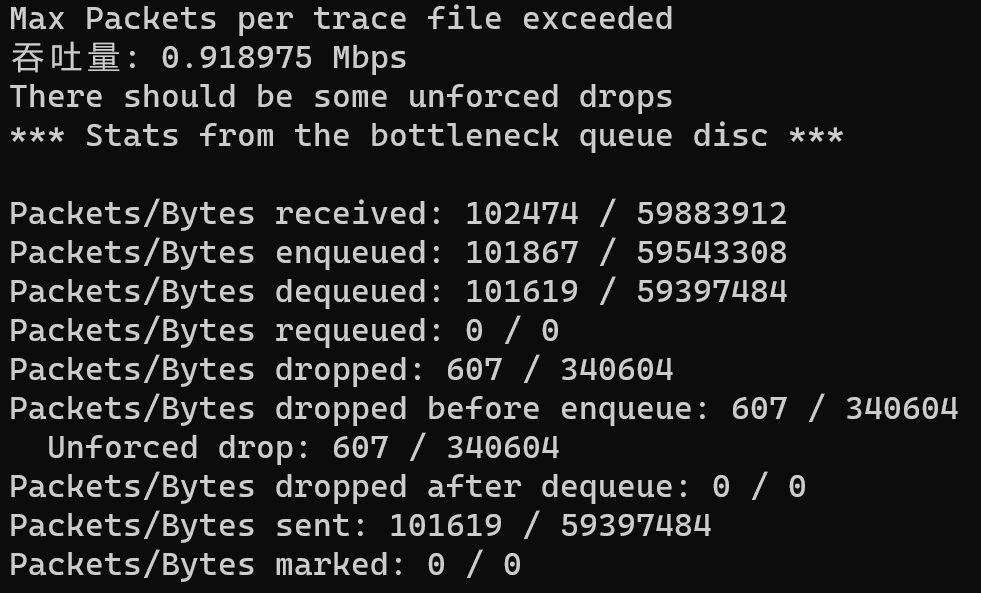 Max Packets per trace file exceeded
吞吐量: 0.918975 Mbps
There should be some unforced drops
*** Stats from the bottleneck queue disc ***
Packets/Bytes received: 102474 / 59883912
Packets/Bytes enqueued: 101867 / 59543308
Packets/Bytes dequeued: 101619 / 59397484
Packets/Bytes requeued: 0 / 0
Packets/Bytes dropped: 607 / 340604
Packets/Bytes dropped before enqueue: 607 / 340604
  Unforced drop: 607 / 340604
Packets/Bytes dropped after dequeue: 0 / 0
Packets/Bytes sent: 101619 / 59397484
Packets/Bytes marked: 0 / 0